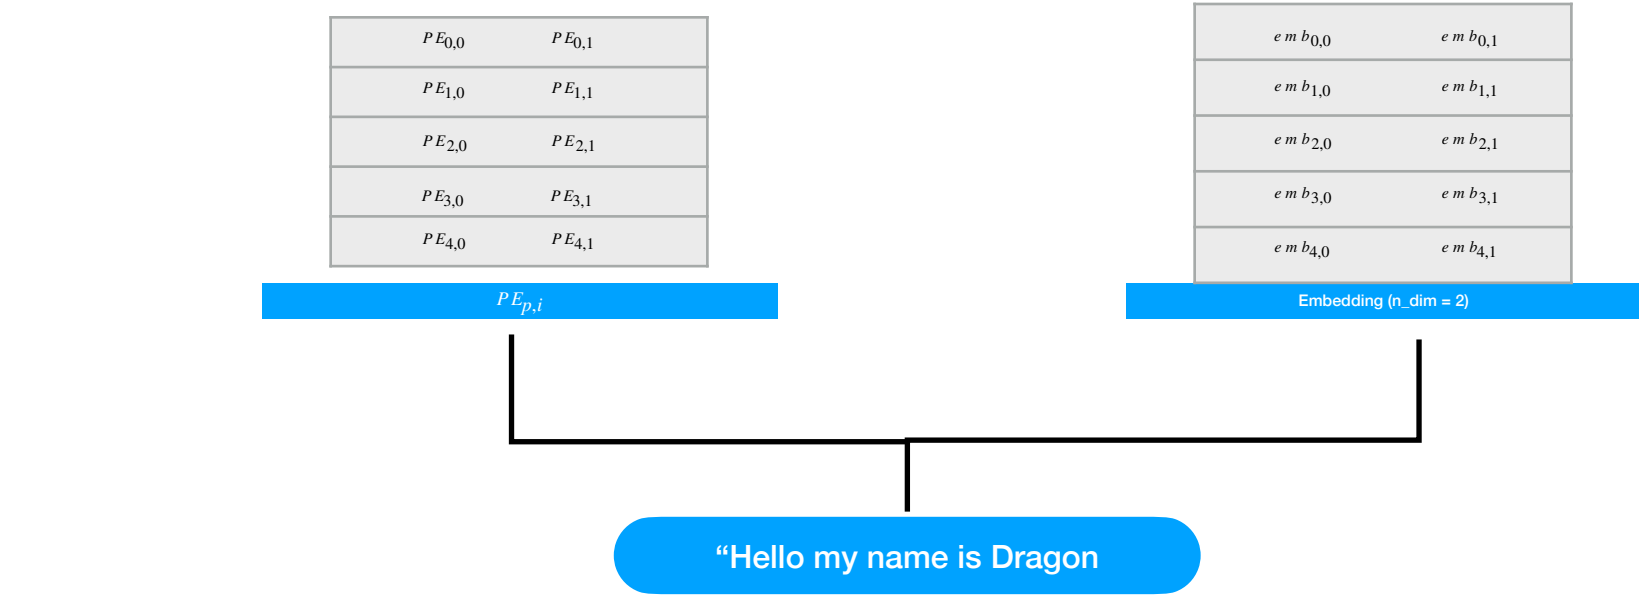 PE0,0 PE0,1
PE1,0 PE1,1
PE2,0 PE2,1
PE3,0 PE3,1
PE4,0 PE4,1
PEp,i
emb0,0 emb0,1
emb1,0 emb1,1
emb2,0 emb2,1
emb3,0 emb3,1
emb4,0 emb4,1
Embedding (n_dim = 2)
“Hello my name is Dragon